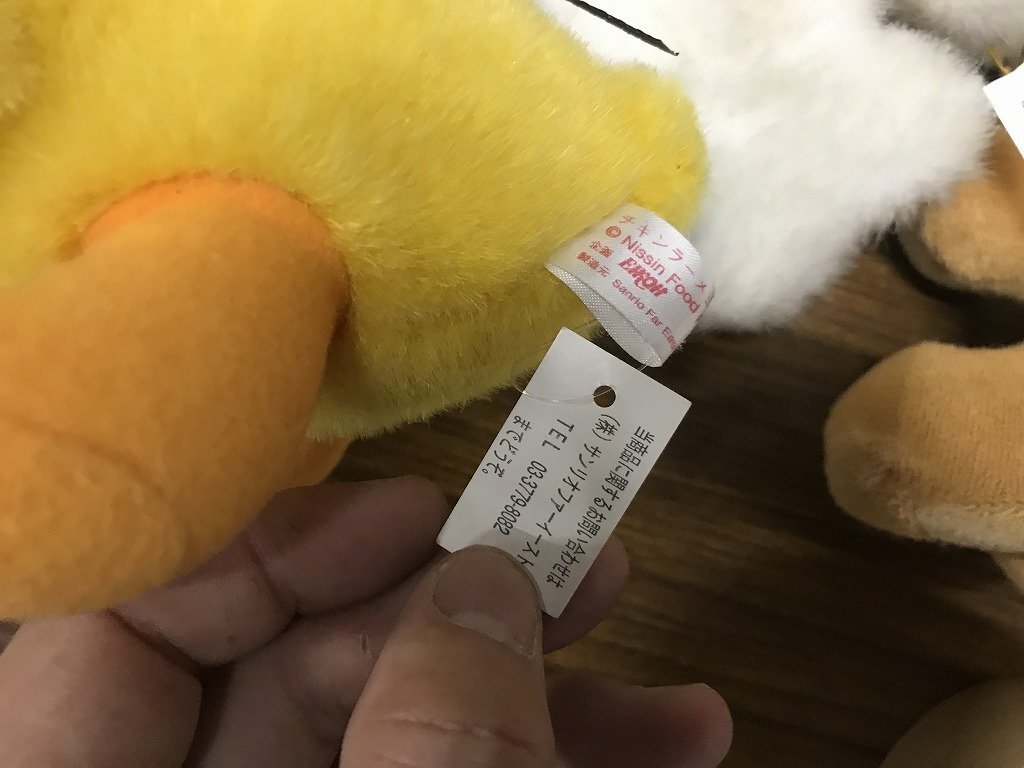 チキンラーメ
© Nissin Food
企画 EIKOH
製造元 Sanrio Far Eas
当商品に関するお問い合わせは
(株)サンリオファーイースト
TEL 03-3779-8082
までどうぞ。